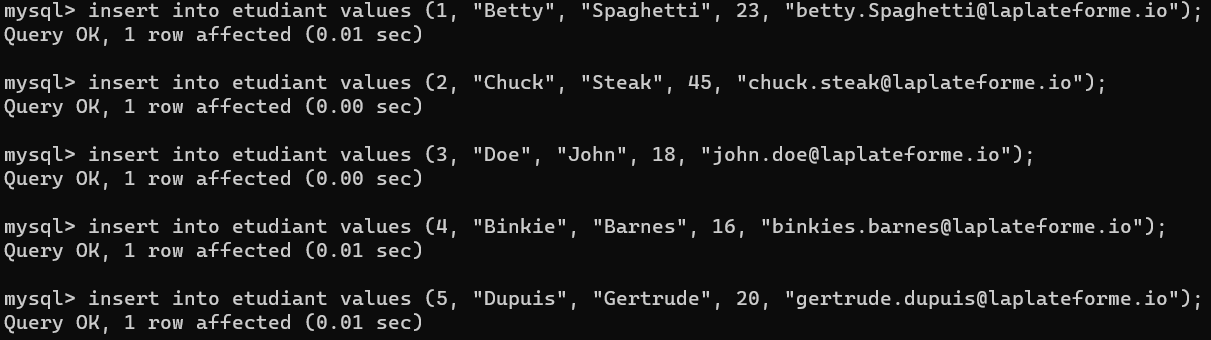 mysql> insert into etudiant values (1, "Betty", "Spaghetti", 23, "betty.Spaghetti@laplateforme.io");
Query OK, 1 row affected (0.01 sec)
mysql> insert into etudiant values (2, "Chuck", "Steak", 45, "chuck.steak@laplateforme.io");
Query OK, 1 row affected (0.00 sec)
mysql> insert into etudiant values (3, "Doe", "John", 18, "john.doe@laplateforme.io");
Query OK, 1 row affected (0.00 sec)
mysql> insert into etudiant values (4, "Binkie", "Barnes", 16, "binkies.barnes@laplateforme.io");
Query OK, 1 row affected (0.01 sec)
mysql> insert into etudiant values (5, "Dupuis", "Gertrude", 20, "gertrude.dupuis@laplateforme.io");
Query OK, 1 row affected (0.01 sec)